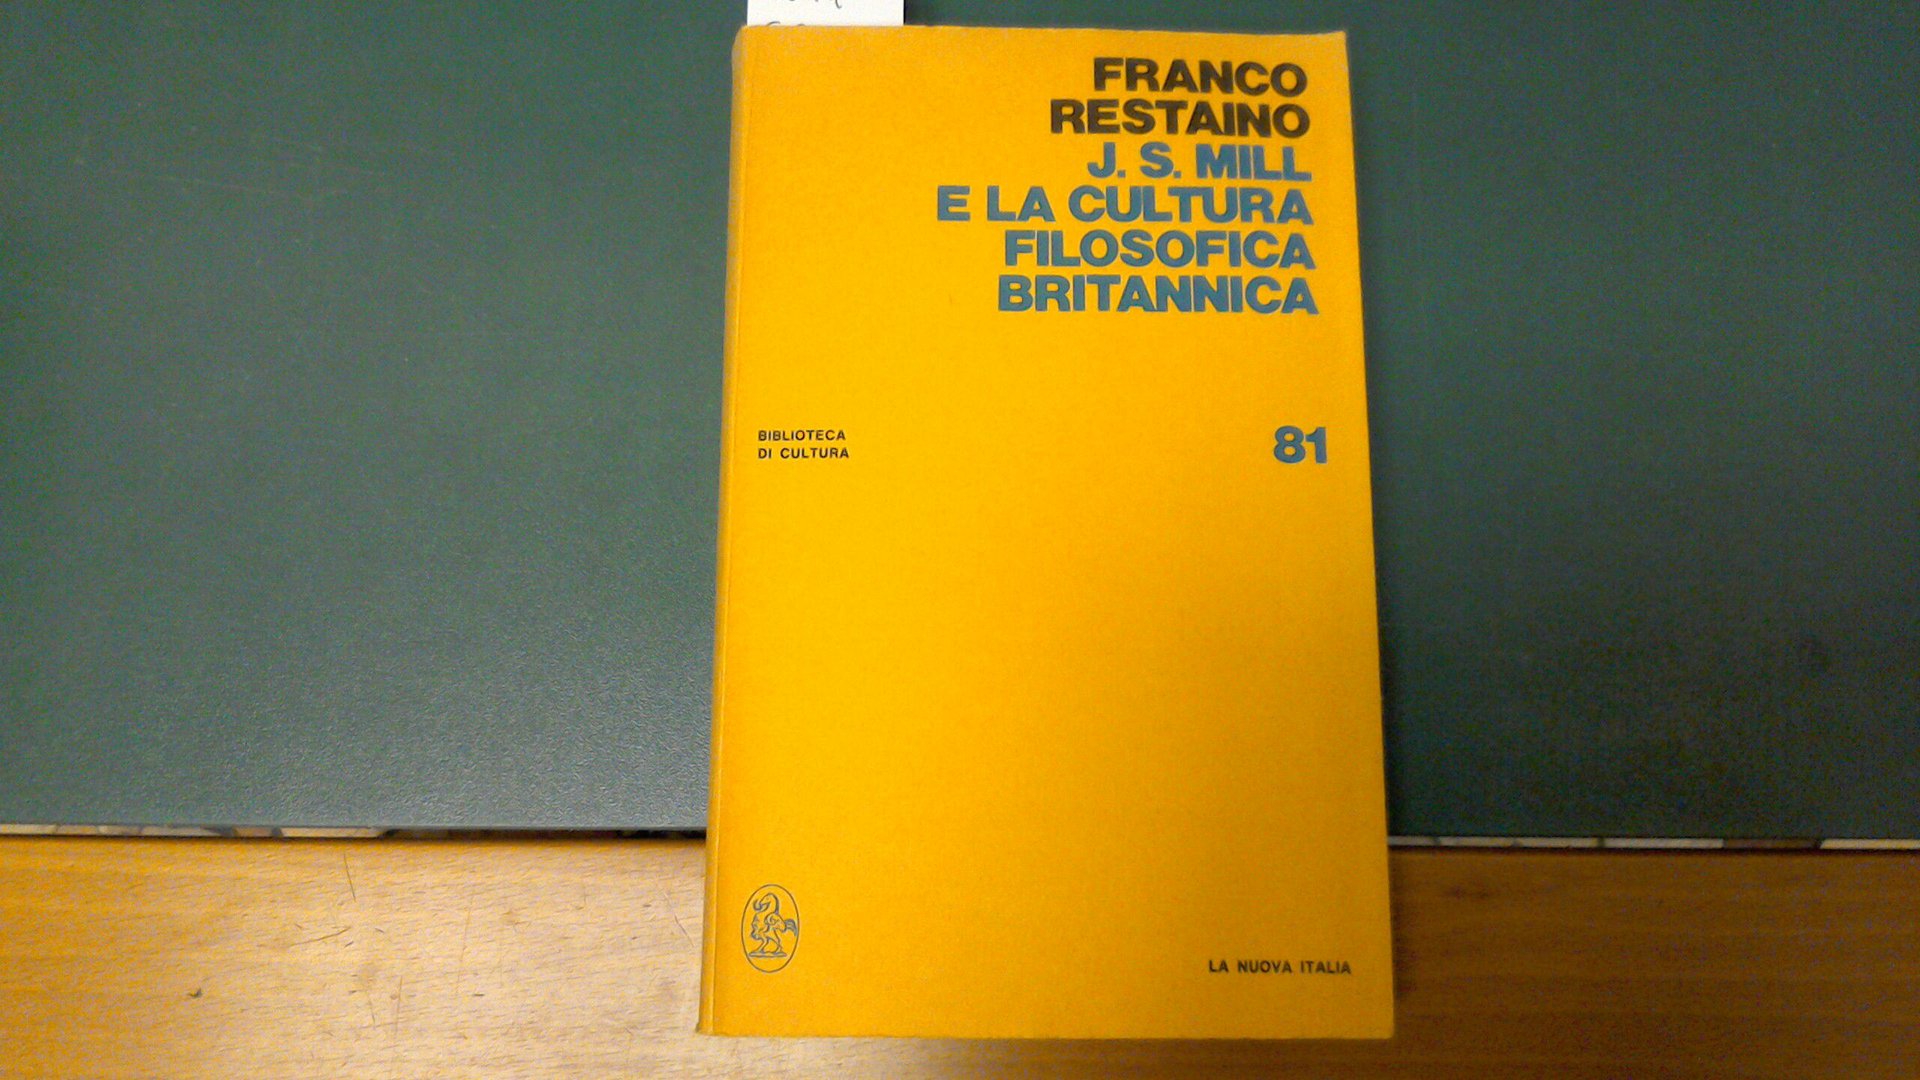 FRANCO
RESTAINO
J. S. MILL
E LA CULTURA
FILOSOFICA
BRITANNICA
BIBLIOTECA
DI CULTURA
81
LA NUOVA ITALIA